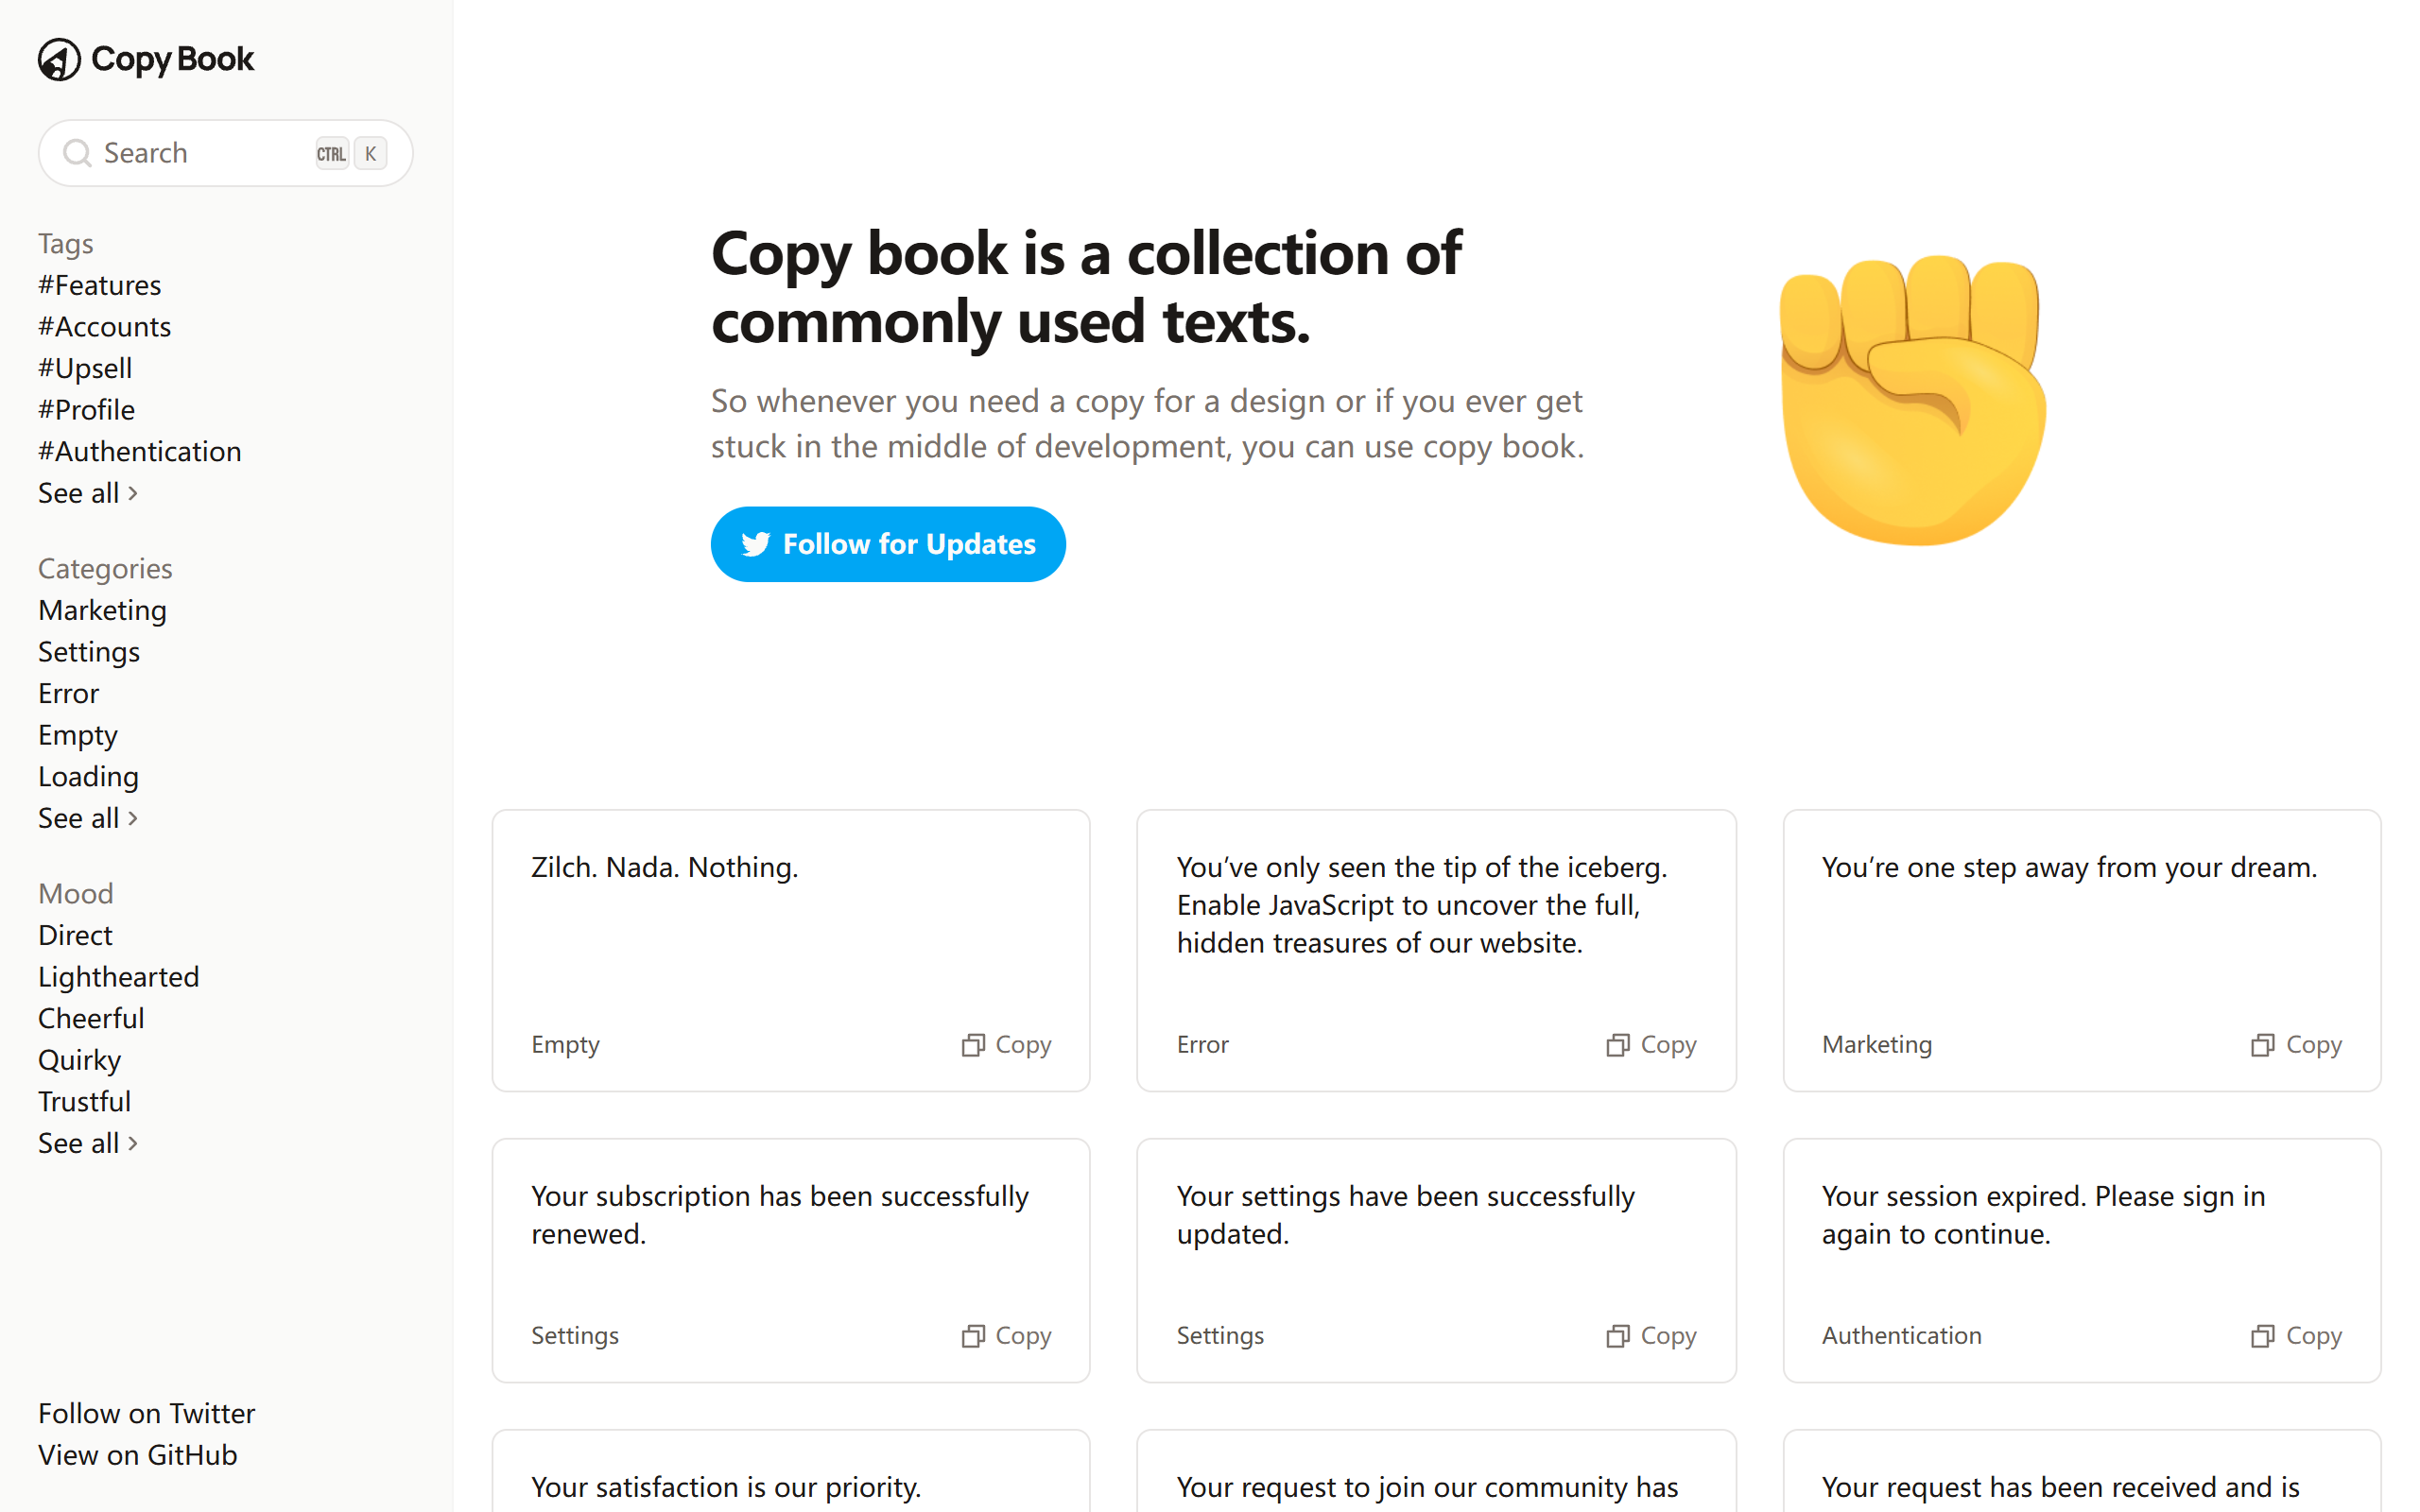 Copy Book
Search
CTRL K
Tags
#Features
#Accounts
#Upsell
#Profile
#Authentication
See all
Categories
Marketing
Settings
Error
Empty
Loading
See all
Mood
Direct
Lighthearted
Cheerful
Quirky
Trustful
See all
Follow on Twitter
View on GitHub
Copy book is a collection of
commonly used texts.
So whenever you need a copy for a design or if you ever get
stuck in the middle of development, you can use copy book.
Follow for Updates
Zilch. Nada. Nothing.
Empty
Copy
You’ve only seen the tip of the iceberg.
Enable JavaScript to uncover the full,
hidden treasures of our website.
Error
Copy
You’re one step away from your dream.
Marketing
Copy
Your subscription has been successfully
renewed.
Settings
Copy
Your settings have been successfully
updated.
Settings
Copy
Your session expired. Please sign in
again to continue.
Authentication
Copy
Your satisfaction is our priority.
Your request to join our community has
Your request has been received and is